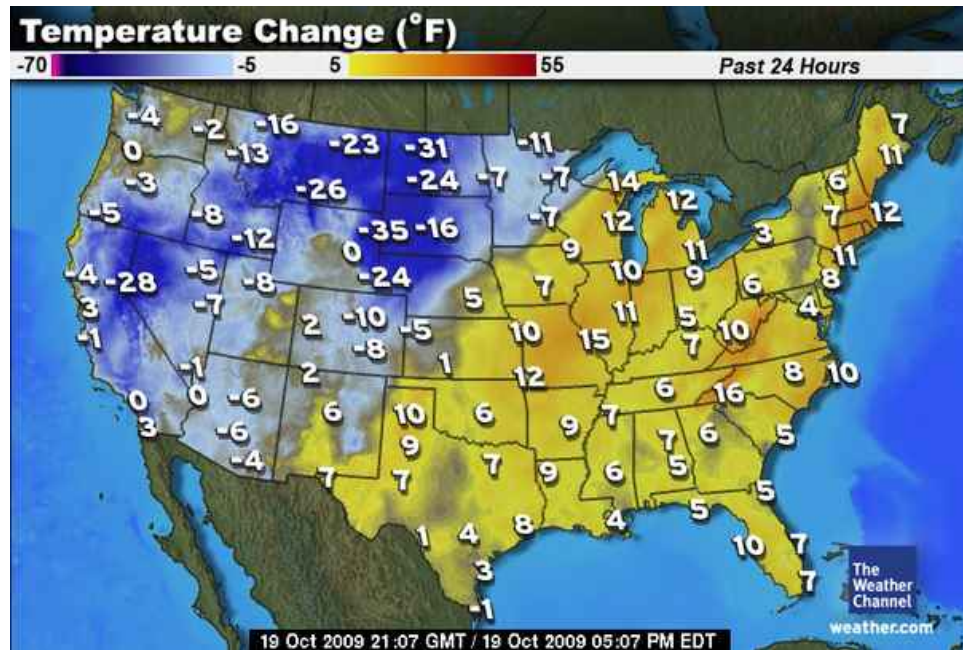 Temperature Change (°F)
-70 -5 5 55 Past 24 Hours
-4 -2 -16 -23 -31 -11 7
0 -13 -26 -24 -7 -7 14 12 6 11
-3 -5 -8 -12 -35 -16 -7 12 11 3 7 12
0 9 11
-4 -28 -5 -8 -24 7 10 9 6 8
3 -7 2 -10 5 11 5 10 4
-1 -8 -5 10 15 7
-1 2 1 12 6 16 8 10
0 0 -6 6 10 6 9 7
3 -6 9 7 6 5
-4 7 7 7 9 6 5 5
1 4 8 4 5 10 7
3 7
-1
The
Weather
Channel
weather.com
19 Oct 2009 21:07 GMT / 19 Oct 2009 05:07 PM EDT